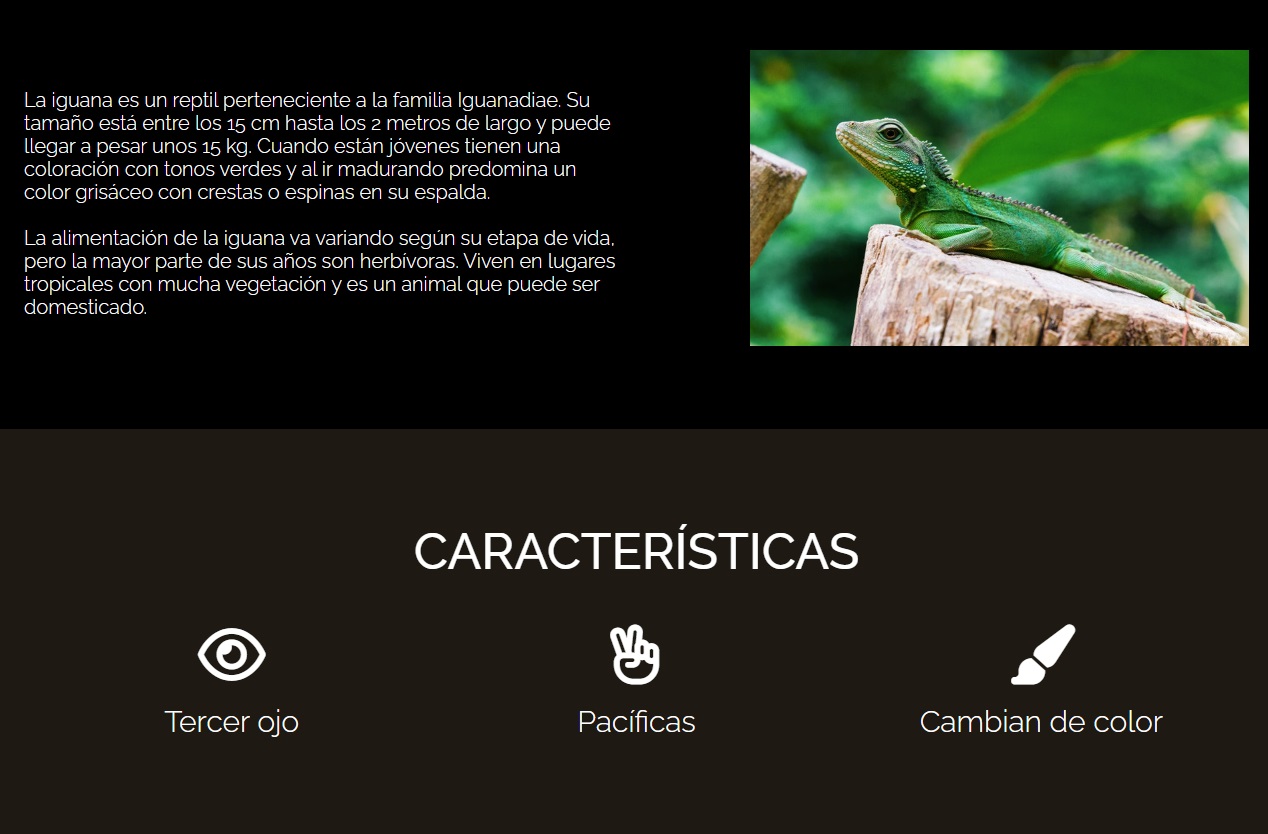 La iguana es un reptil perteneciente a la familia Iguanadiae. Su
tamaño está entre los 15 cm hasta los 2 metros de largo y puede
llegar a pesar unos 15 kg. Cuando están jóvenes tienen una
coloración con tonos verdes y al ir madurando predomina un
color grisáceo con crestas o espinas en su espalda.
La alimentación de la iguana va variando según su etapa de vida,
pero la mayor parte de sus años son herbívoras. Viven en lugares
tropicales con mucha vegetación y es un animal que puede ser
domesticado.
CARACTERÍSTICAS
Tercer ojo
Pacíficas
Cambian de color